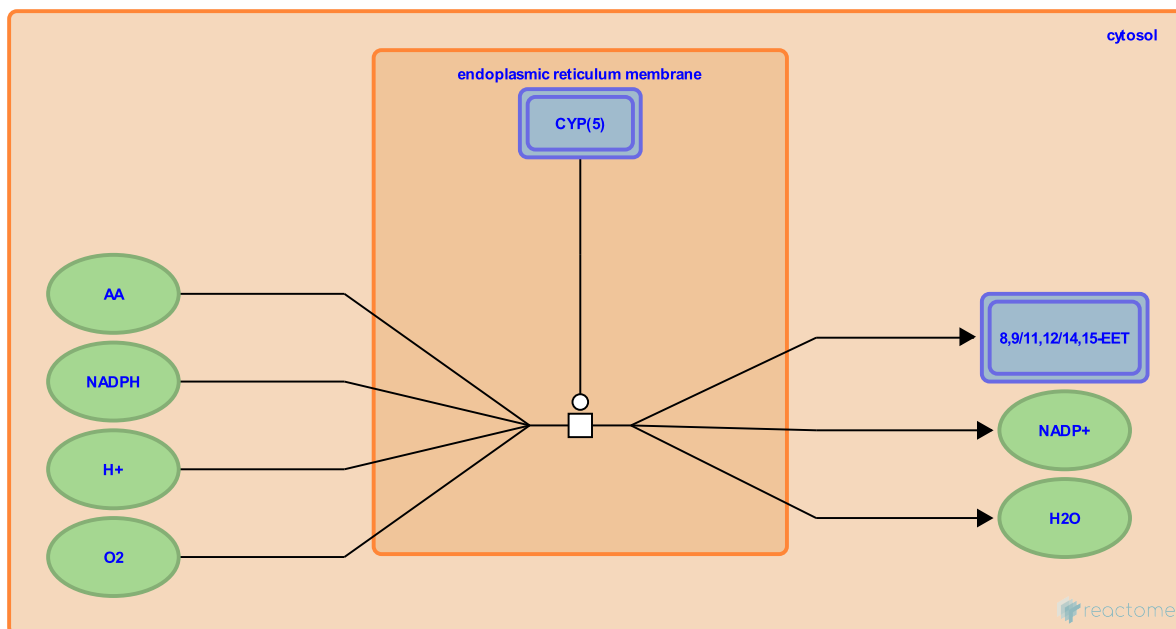 cytosol
endoplasmic reticulum membrane
CYP(5)
AA
NADPH
H+
O2
8,9/11,12/14,15-EET
NADP+
H2O
reactome